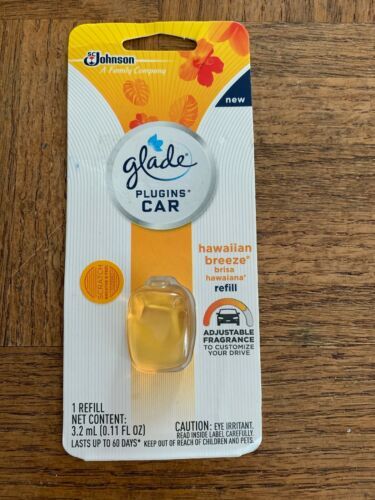 SC Johnson
A Family Company
new
glade
PLUGINS®
CAR
hawaiian
breeze®
brisa
hawaiana®
refill
SCRATCH
ADJUSTABLE
FRAGRANCE
TO CUSTOMIZE
YOUR DRIVE
1 REFILL
NET CONTENT:
3.2 mL (0.11 FL OZ)
LASTS UP TO 60 DAYS*
CAUTION: EYE IRRITANT.
READ INSIDE LABEL CAREFULLY.
KEEP OUT OF REACH OF CHILDREN AND PETS.